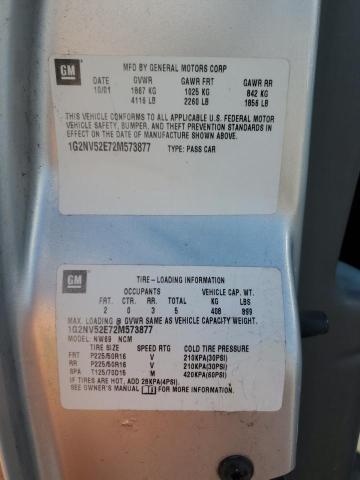 GM
MFD BY GENERAL MOTORS CORP
DATE GVWR GAWR FRT GAWR RR
10/01 1867 KG 1025 KG 842 KG
4116 LB 2260 LB 1856 LB
THIS VEHICLE CONFORMS TO ALL APPLICABLE U.S. FEDERAL MOTOR
VEHICLE SAFETY, BUMPER, AND THEFT PREVENTION STANDARDS
IN EFFECT ON THE DATE OF MANUFACTURE SHOWN ABOVE.
1G2NV52E72M573877 TYPE: PASS CAR
GM
TIRE-LOADING INFORMATION
OCCUPANTS VEHICLE CAP. WT.
FRT CTR RR TOTAL KG LBS
2 0 3 5 408 899
MAX. LOADING @ GVWR SAME AS VEHICLE CAPACITY WEIGHT.
1G2NV52E72M573877
MODEL: NW69 NCM
TIRE SIZE SPEED RTG COLD TIRE PRESSURE
FRT P225/50R16 V 210KPA(30PSI)
RR P225/50R16 V 210KPA(30PSI)
SPA T125/70D15 M 420KPA(60PSI)
IF TIRES ARE HOT, ADD 28KPA(4PSI).
SEE OWNER'S MANUAL FOR MORE INFORMATION.